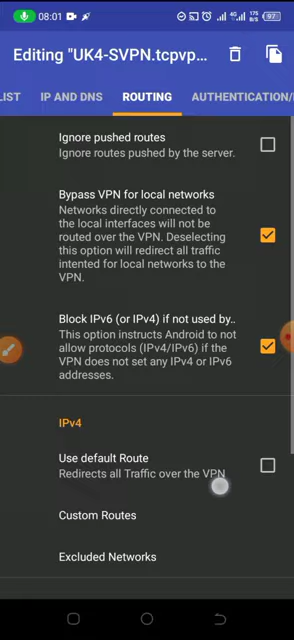 08:01
4G
4G
175
B/S
97
Editing "UK4-SVPN.tcpvp...
LIST
IP AND DNS
ROUTING
AUTHENTICATION/
Ignore pushed routes
Ignore routes pushed by the server.
Bypass VPN for local networks
Networks directly connected to
the local interfaces will not be
routed over the VPN. Deselecting
this option will redirect all traffic
intented for local networks to the
VPN.
Block IPv6 (or IPv4) if not used by..
This option instructs Android to not
allow protocols (IPv4/IPv6) if the
VPN does not set any IPv4 or IPv6
addresses.
IPv4
Use default Route
Redirects all Traffic over the VPN
Custom Routes
Excluded Networks